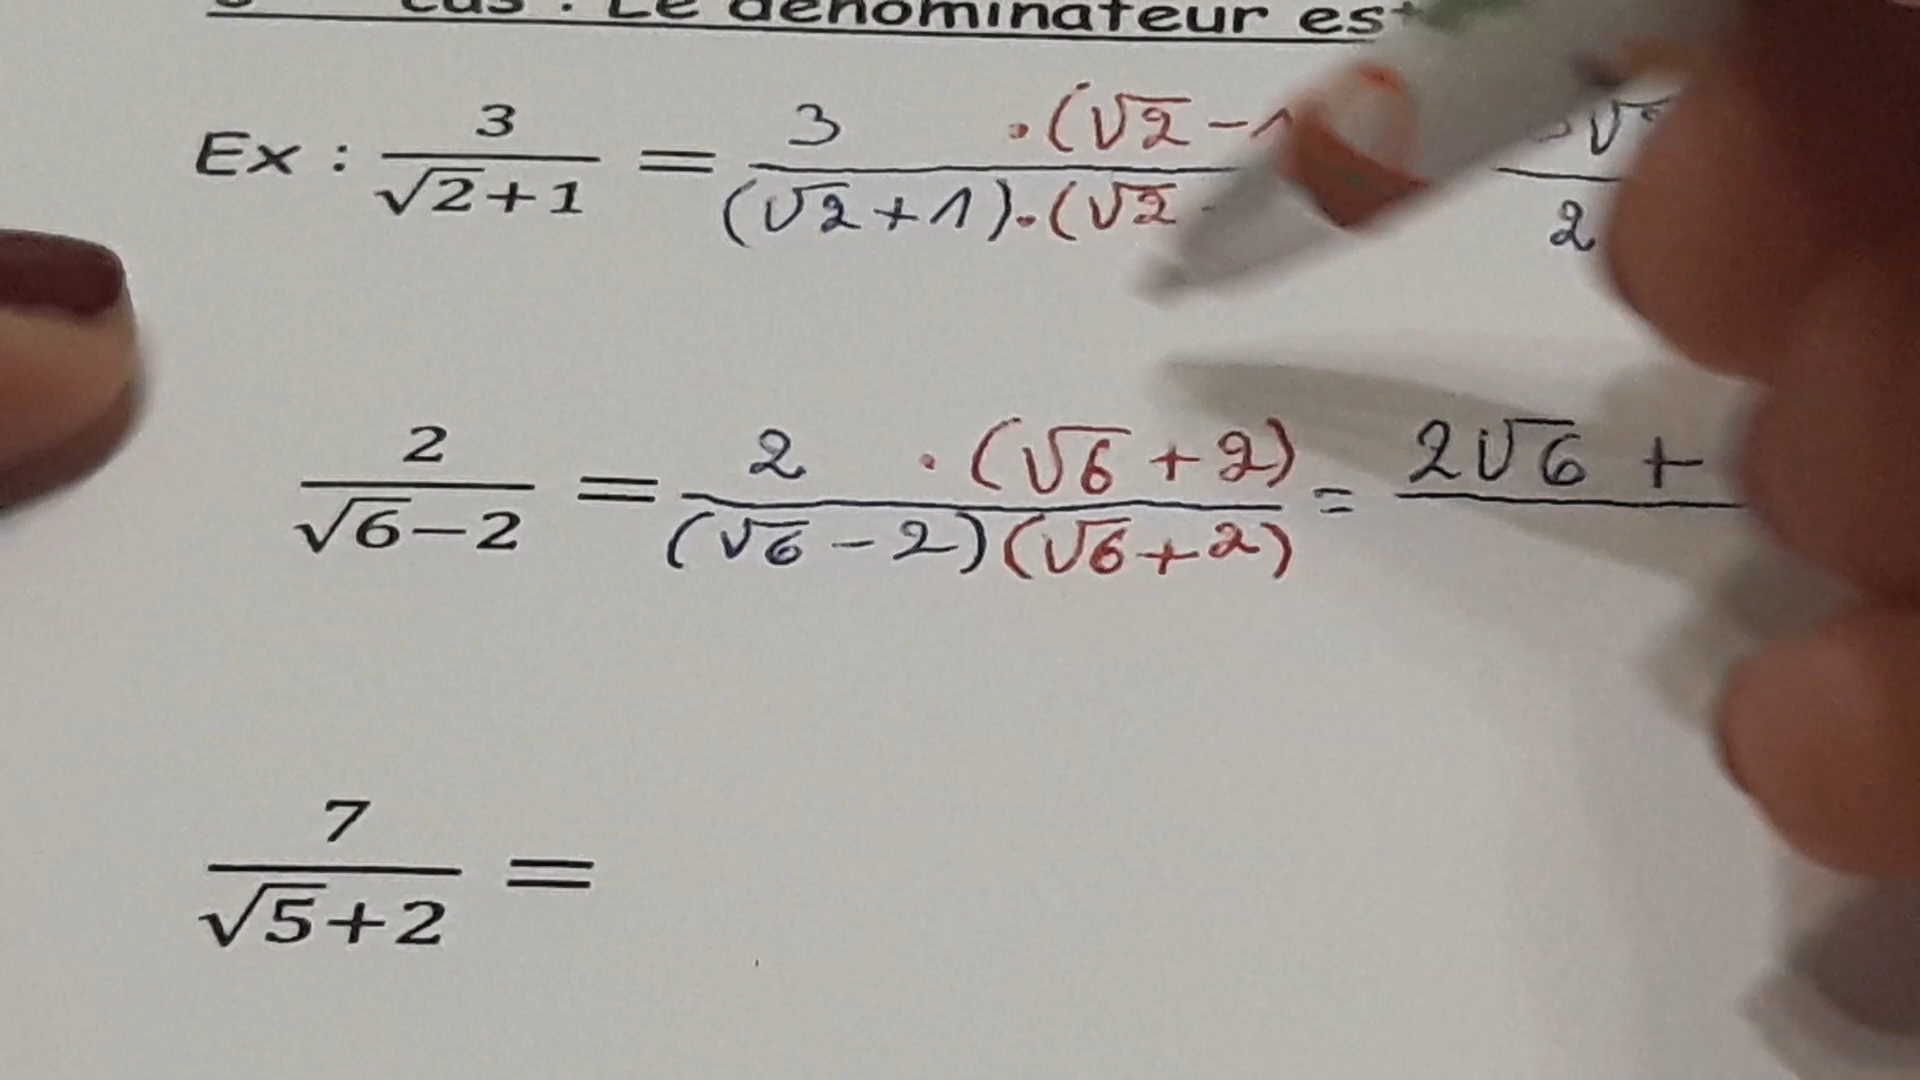 cas : Le dénominateur est
Ex : 3/(√2+1) = 3 · (√2 − 1 / (√2 + 1) · (√2 √ / 2
2/(√6−2) = 2 · (√6 + 2) / (√6 − 2)(√6 + 2) = 2√6 +
7/(√5+2) =